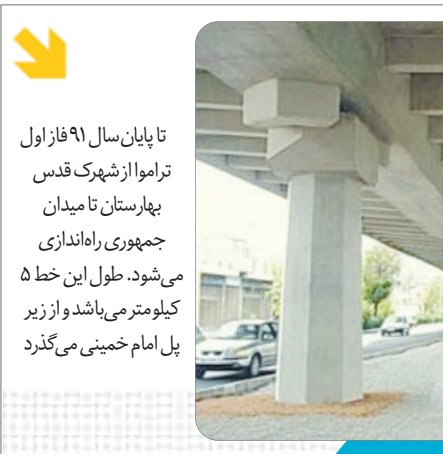 تا پایان سال ۹۱ فاز اول
تراموا از شهرک قدس
بهارستان تا میدان
جمهوری راه‌اندازی
می‌شود. طول این خط ۵
کیلومتر می‌باشد و از زیر
پل امام خمینی می‌گذرد